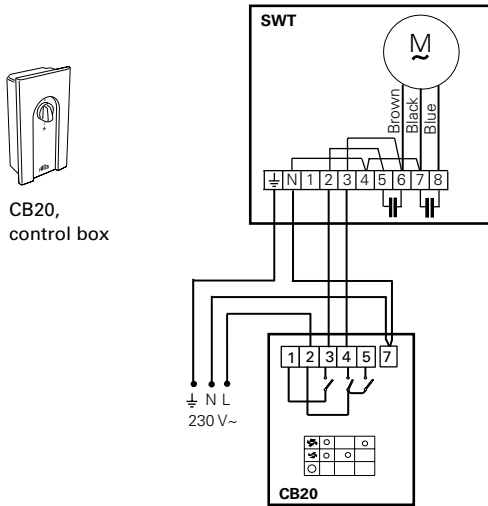 SWT
M
~
Brown
Black
Blue
N 1 2 3 4 5 6 7 8
CB20,
control box
1 2 3 4 5 7
N L
230 V~
CB20